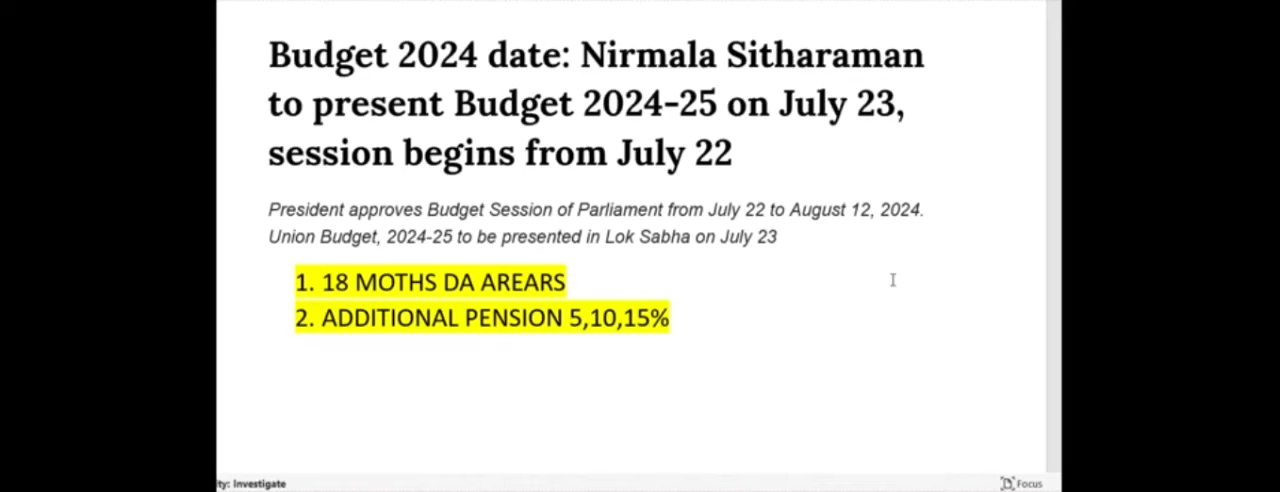 Budget 2024 date: Nirmala Sitharaman
to present Budget 2024-25 on July 23,
session begins from July 22
President approves Budget Session of Parliament from July 22 to August 12, 2024.
Union Budget, 2024-25 to be presented in Lok Sabha on July 23
1. 18 MOTHS DA AREARS
2. ADDITIONAL PENSION 5,10,15%
ty: Investigate
Focus